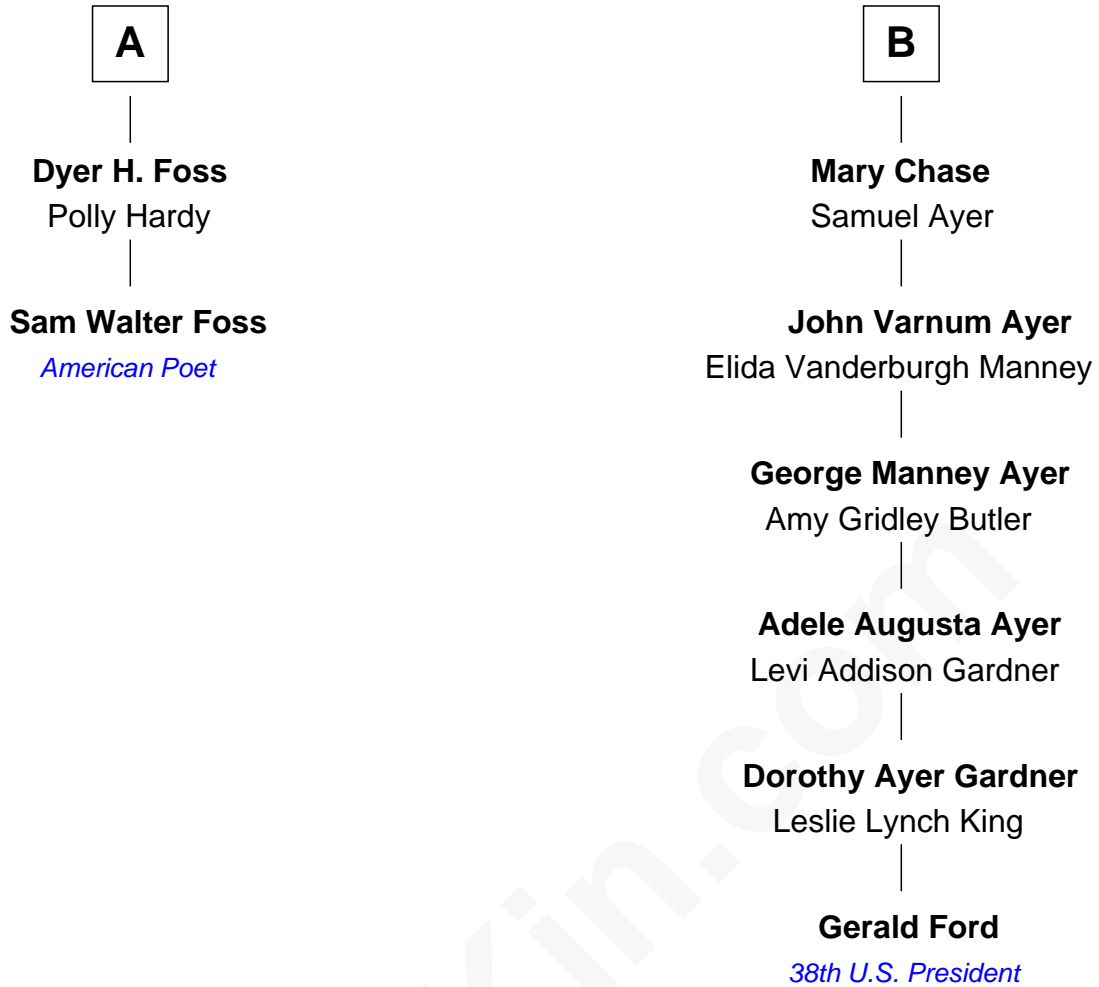 A
Dyer H. Foss
Polly Hardy
Sam Walter Foss
American Poet
B
Mary Chase
Samuel Ayer
John Varnum Ayer
Elida Vanderburgh Manney
George Manney Ayer
Amy Gridley Butler
Adele Augusta Ayer
Levi Addison Gardner
Dorothy Ayer Gardner
Leslie Lynch King
Gerald Ford
38th U.S. President
Kin.com